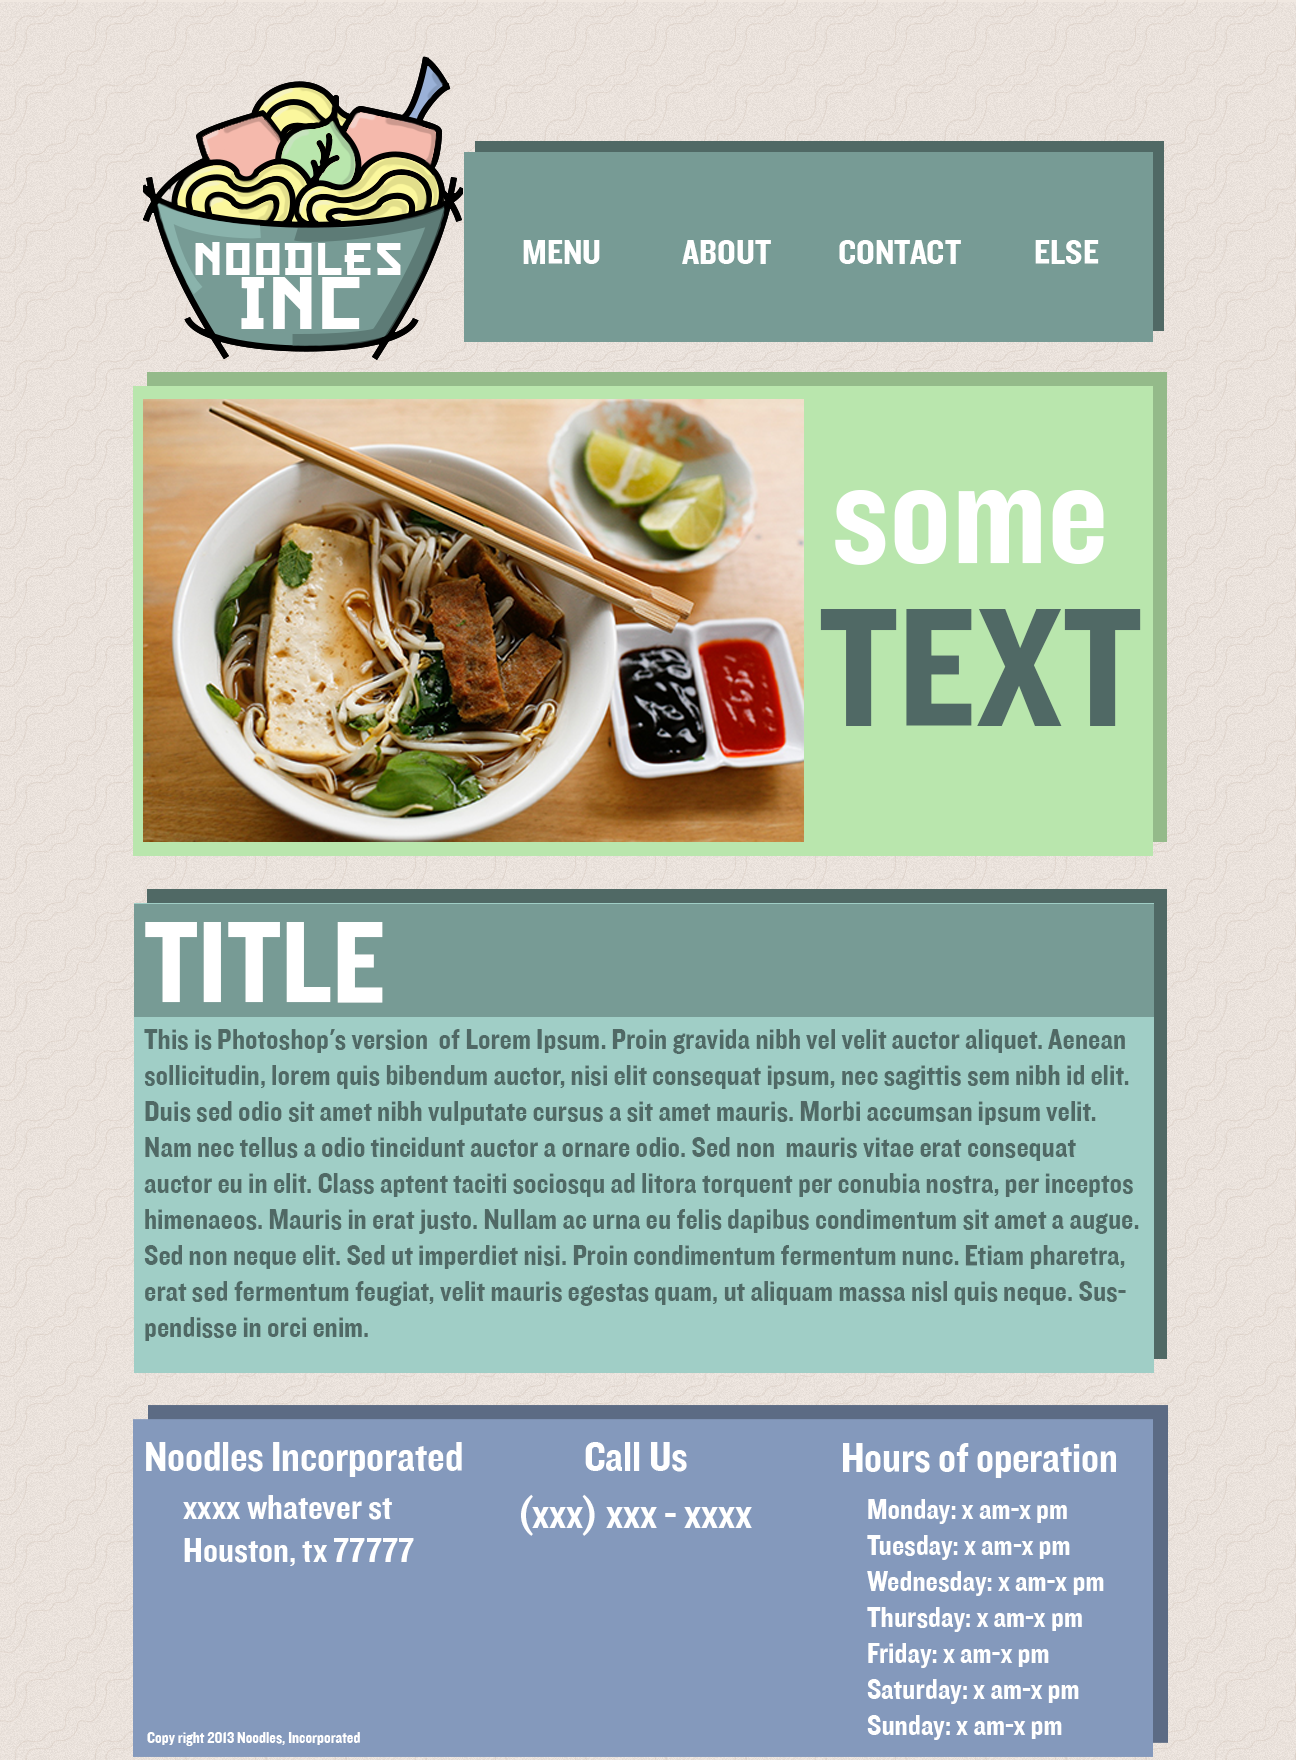 NOODLES
INC
MENU ABOUT CONTACT ELSE
some
TEXT
TITLE
This is Photoshop's version  of Lorem Ipsum. Proin gravida nibh vel velit auctor aliquet. Aenean
sollicitudin, lorem quis bibendum auctor, nisi elit consequat ipsum, nec sagittis sem nibh id elit.
Duis sed odio sit amet nibh vulputate cursus a sit amet mauris. Morbi accumsan ipsum velit.
Nam nec tellus a odio tincidunt auctor a ornare odio. Sed non  mauris vitae erat consequat
auctor eu in elit. Class aptent taciti sociosqu ad litora torquent per conubia nostra, per inceptos
himenaeos. Mauris in erat justo. Nullam ac urna eu felis dapibus condimentum sit amet a augue.
Sed non neque elit. Sed ut imperdiet nisi. Proin condimentum fermentum nunc. Etiam pharetra,
erat sed fermentum feugiat, velit mauris egestas quam, ut aliquam massa nisl quis neque. Sus-
pendisse in orci enim.
Noodles Incorporated
xxxx whatever st
Houston, tx 77777
Call Us
(xxx) xxx - xxxx
Hours of operation
Monday: x am-x pm
Tuesday: x am-x pm
Wednesday: x am-x pm
Thursday: x am-x pm
Friday: x am-x pm
Saturday: x am-x pm
Sunday: x am-x pm
Copy right 2013 Noodles, Incorporated